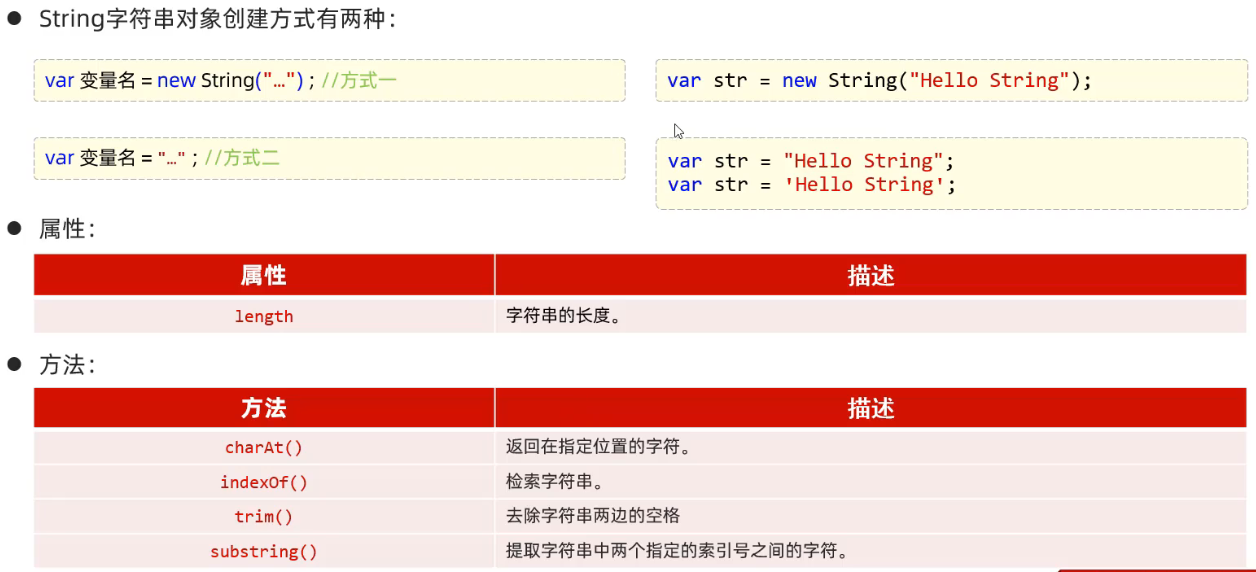 String字符串对象创建方式有两种：
var 变量名 = new String("…") ; //方式一
var str = new String("Hello String");
var 变量名 = "…" ; //方式二
var str = "Hello String";
var str = 'Hello String';
属性：
属性 描述
length 字符串的长度。
方法：
方法 描述
charAt() 返回在指定位置的字符。
indexOf() 检索字符串。
trim() 去除字符串两边的空格
substring() 提取字符串中两个指定的索引号之间的字符。